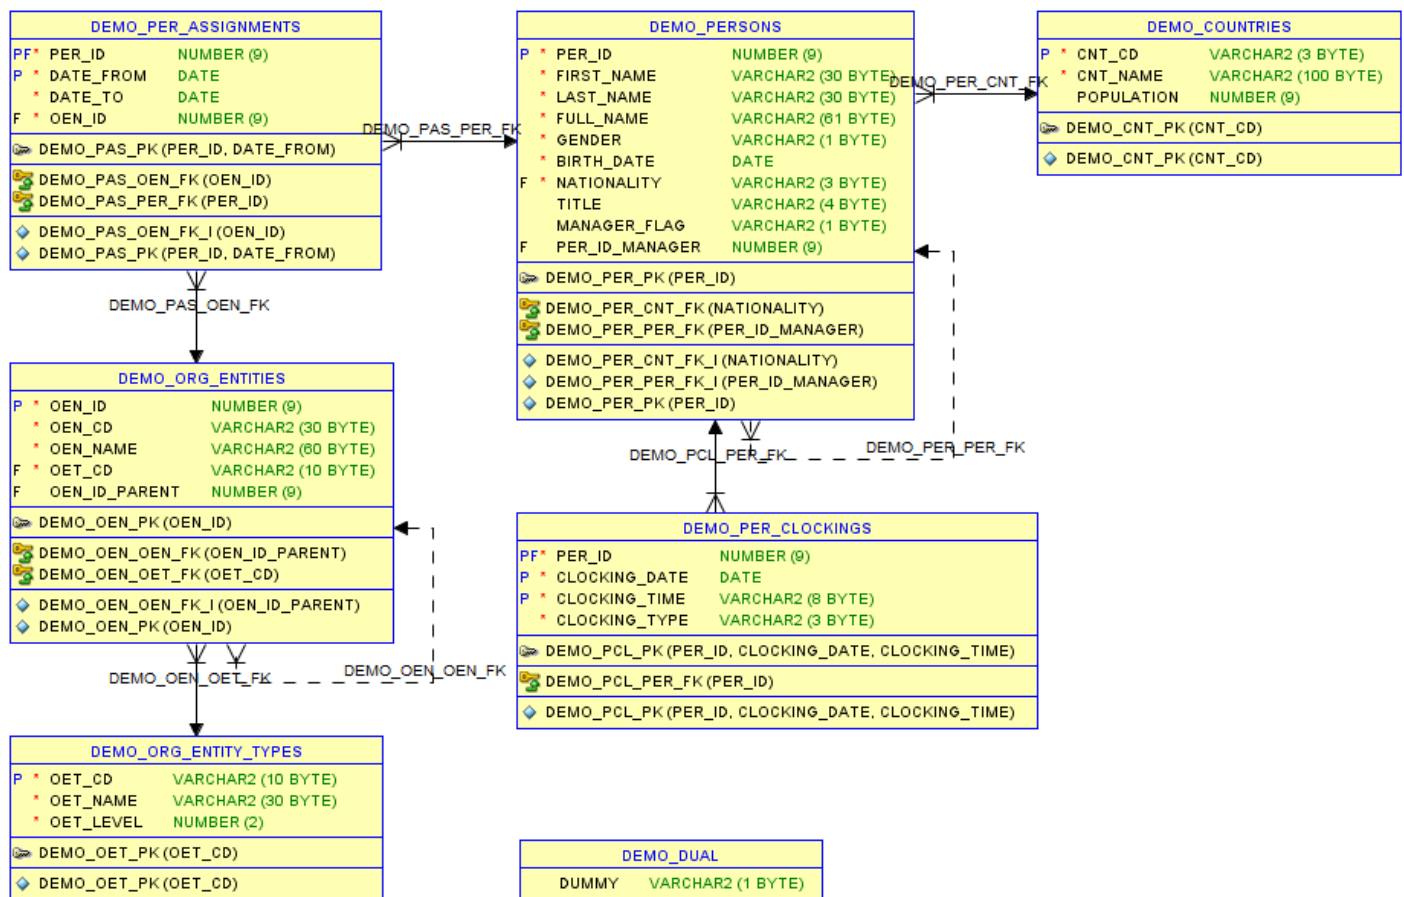 DEMO_PER_ASSIGNMENTS
PF* PER_ID NUMBER (9)
P * DATE_FROM DATE
* DATE_TO DATE
F * OEN_ID NUMBER (9)
DEMO_PAS_PK (PER_ID, DATE_FROM)
DEMO_PAS_OEN_FK (OEN_ID)
DEMO_PAS_PER_FK (PER_ID)
DEMO_PAS_OEN_FK_I (OEN_ID)
DEMO_PAS_PK (PER_ID, DATE_FROM)
DEMO_PAS_PER_FK
DEMO_PERSONS
P * PER_ID NUMBER (9)
* FIRST_NAME VARCHAR2 (30 BYTE)
* LAST_NAME VARCHAR2 (30 BYTE)
* FULL_NAME VARCHAR2 (61 BYTE)
* GENDER VARCHAR2 (1 BYTE)
* BIRTH_DATE DATE
F * NATIONALITY VARCHAR2 (3 BYTE)
TITLE VARCHAR2 (4 BYTE)
MANAGER_FLAG VARCHAR2 (1 BYTE)
F PER_ID_MANAGER NUMBER (9)
DEMO_PER_PK (PER_ID)
DEMO_PER_CNT_FK (NATIONALITY)
DEMO_PER_PER_FK (PER_ID_MANAGER)
DEMO_PER_CNT_FK_I (NATIONALITY)
DEMO_PER_PER_FK_I (PER_ID_MANAGER)
DEMO_PER_PK (PER_ID)
DEMO_PER_CNT_FK
DEMO_COUNTRIES
P * CNT_CD VARCHAR2 (3 BYTE)
* CNT_NAME VARCHAR2 (100 BYTE)
POPULATION NUMBER (9)
DEMO_CNT_PK (CNT_CD)
DEMO_CNT_PK (CNT_CD)
DEMO_PAS_OEN_FK
DEMO_ORG_ENTITIES
P * OEN_ID NUMBER (9)
* OEN_CD VARCHAR2 (30 BYTE)
* OEN_NAME VARCHAR2 (60 BYTE)
F * OET_CD VARCHAR2 (10 BYTE)
F OEN_ID_PARENT NUMBER (9)
DEMO_OEN_PK (OEN_ID)
DEMO_OEN_OEN_FK (OEN_ID_PARENT)
DEMO_OEN_OET_FK (OET_CD)
DEMO_OEN_OEN_FK_I (OEN_ID_PARENT)
DEMO_OEN_PK (OEN_ID)
DEMO_PCL_PER_FK
DEMO_PER_PER_FK
DEMO_PER_CLOCKINGS
PF* PER_ID NUMBER (9)
P * CLOCKING_DATE DATE
P * CLOCKING_TIME VARCHAR2 (8 BYTE)
* CLOCKING_TYPE VARCHAR2 (3 BYTE)
DEMO_PCL_PK (PER_ID, CLOCKING_DATE, CLOCKING_TIME)
DEMO_PCL_PER_FK (PER_ID)
DEMO_PCL_PK (PER_ID, CLOCKING_DATE, CLOCKING_TIME)
DEMO_OEN_OET_FK
DEMO_OEN_OEN_FK
DEMO_ORG_ENTITY_TYPES
P * OET_CD VARCHAR2 (10 BYTE)
* OET_NAME VARCHAR2 (30 BYTE)
* OET_LEVEL NUMBER (2)
DEMO_OET_PK (OET_CD)
DEMO_OET_PK (OET_CD)
DEMO_DUAL
DUMMY VARCHAR2 (1 BYTE)